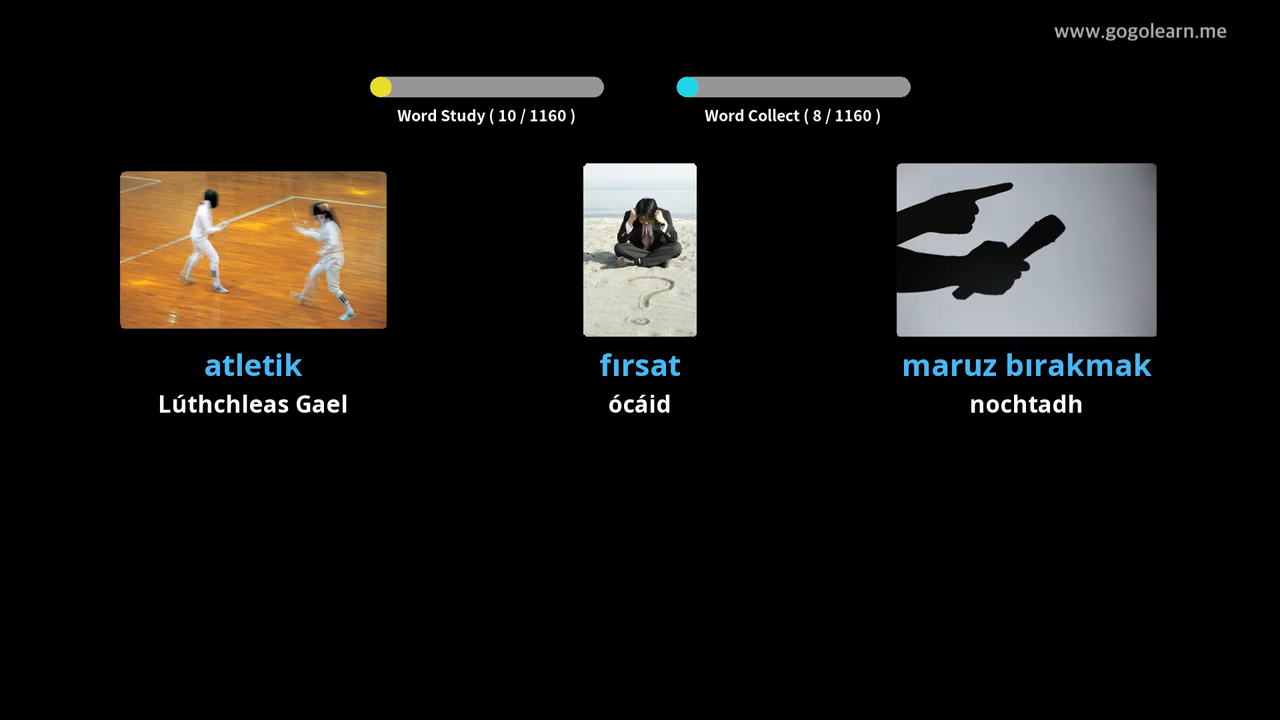 www.gogolearn.me
Word Study ( 10 / 1160 )
Word Collect ( 8 / 1160 )
atletik
fırsat
maruz bırakmak
Lúthchleas Gael
ócáid
nochtadh